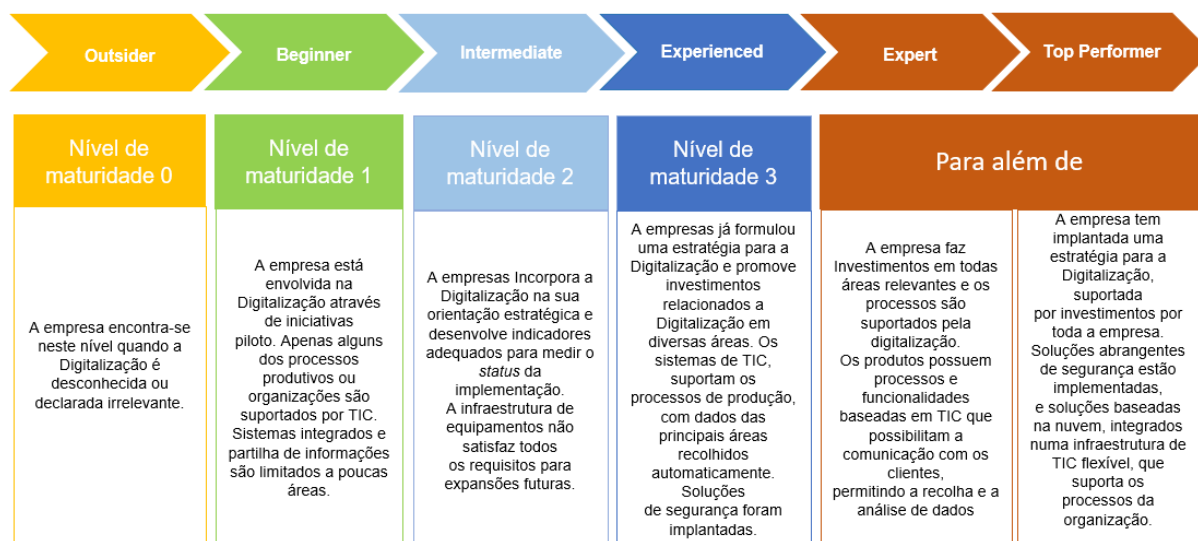 Outsider
Beginner
Intermediate
Experienced
Expert
Top Performer
Nível de
maturidade 0
Nível de
maturidade 1
Nível de
maturidade 2
Nível de
maturidade 3
Para além de
A empresa encontra-se
neste nível quando a
Digitalização é
desconhecida ou
declarada irrelevante.
A empresa está
envolvida na
Digitalização através
de iniciativas
piloto. Apenas alguns
dos processos
produtivos ou
organizações são
suportados por TIC.
Sistemas integrados e
partilha de informações
são limitados a poucas
áreas.
A empresas Incorpora a
Digitalização na sua
orientação estratégica e
desenvolve indicadores
adequados para medir o
status da
implementação.
A infraestrutura de
equipamentos não
satisfaz todos
os requisitos para
expansões futuras.
A empresas já formulou
uma estratégia para a
Digitalização e promove
investimentos
relacionados a
Digitalização em
diversas áreas. Os
sistemas de TIC,
suportam os
processos de produção,
com dados das
principais áreas
recolhidos
automaticamente.
Soluções
de segurança foram
implantadas.
A empresa faz
Investimentos em todas
áreas relevantes e os
processos são
suportados pela
digitalização.
Os produtos possuem
processos e
funcionalidades
baseadas em TIC que
possibilitam a
comunicação com os
clientes,
permitindo a recolha e a
análise de dados
A empresa tem
implantada uma
estratégia para a
Digitalização,
suportada
por investimentos por
toda a empresa.
Soluções abrangentes
de segurança estão
implementadas,
e soluções baseadas
na nuvem, integrados
numa infraestrutura de
TIC flexível, que
suporta os
processos da
organização.